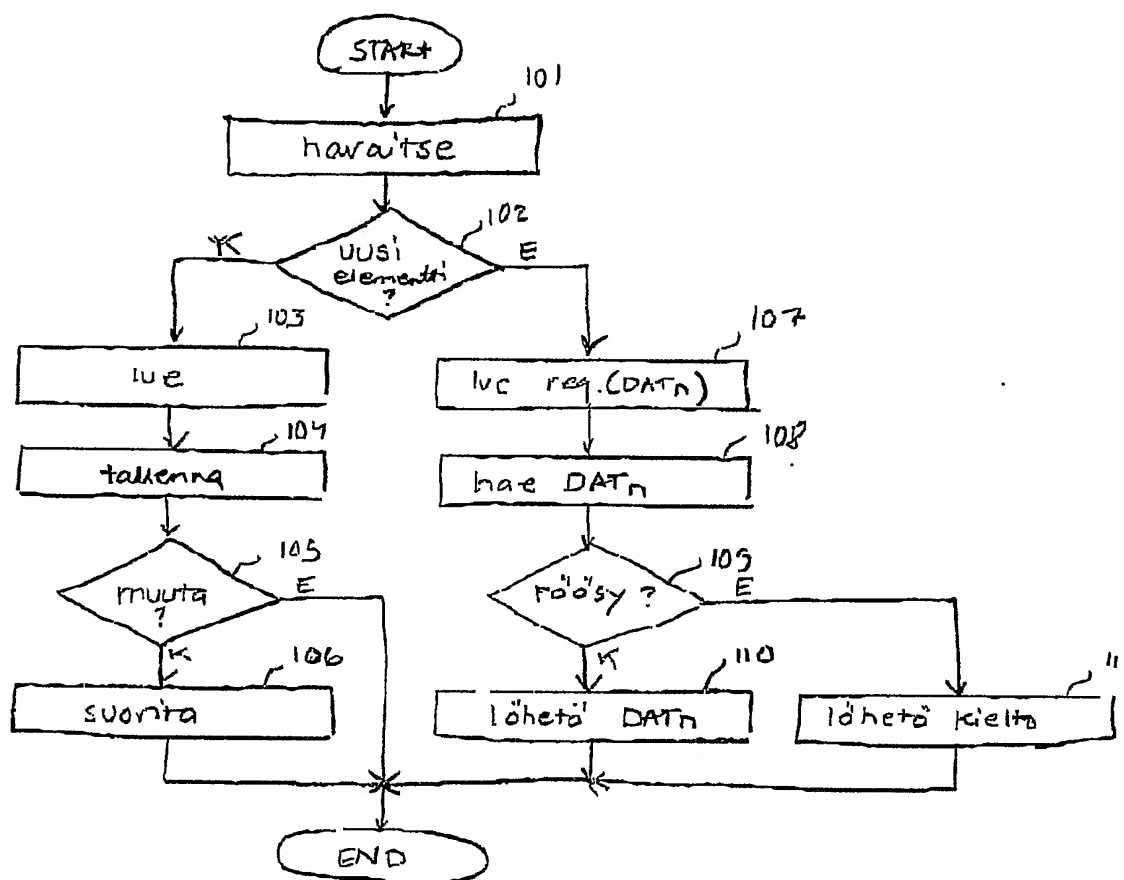 START
101
havaitse
102
K
uusi
elementti
?
E
103
lue
104
tallenna
105
muuta
?
E
K
106
suorita
107
lue req.(DATn)
108
hae DATn
109
Pääsy ?
E
K
110
lähetä DATn
11
lähetä kielto
END